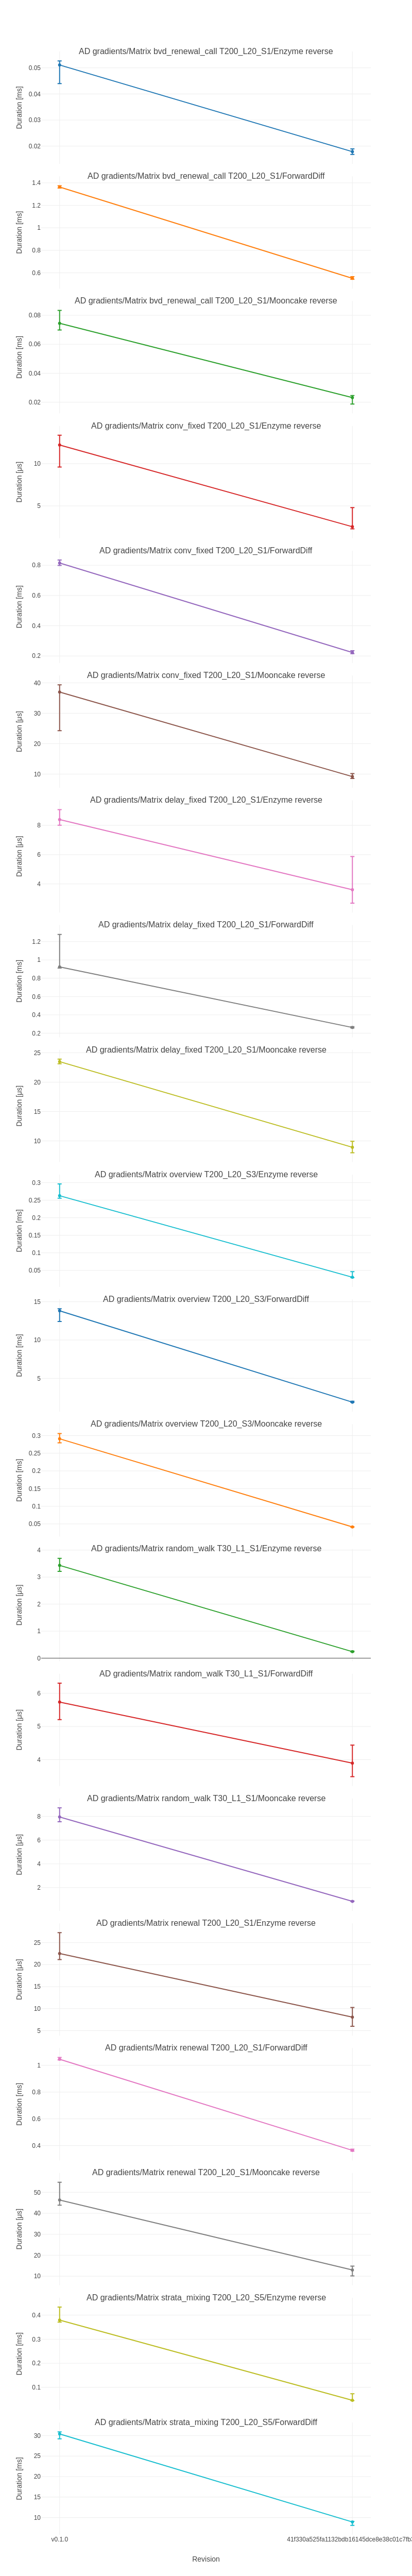 AD gradients/Matrix bvd_renewal_call T200_L20_S1/Enzyme reverse
0.05
0.04
0.03
0.02
Duration [ms]
AD gradients/Matrix bvd_renewal_call T200_L20_S1/ForwardDiff
1.4
1.2
1
0.8
0.6
Duration [ms]
AD gradients/Matrix bvd_renewal_call T200_L20_S1/Mooncake reverse
0.08
0.06
0.04
0.02
Duration [ms]
AD gradients/Matrix conv_fixed T200_L20_S1/Enzyme reverse
10
5
Duration [µs]
AD gradients/Matrix conv_fixed T200_L20_S1/ForwardDiff
0.8
0.6
0.4
0.2
Duration [ms]
AD gradients/Matrix conv_fixed T200_L20_S1/Mooncake reverse
40
30
20
10
Duration [µs]
AD gradients/Matrix delay_fixed T200_L20_S1/Enzyme reverse
8
6
4
Duration [µs]
AD gradients/Matrix delay_fixed T200_L20_S1/ForwardDiff
1.2
1
0.8
0.6
0.4
0.2
Duration [ms]
AD gradients/Matrix delay_fixed T200_L20_S1/Mooncake reverse
25
20
15
10
Duration [µs]
AD gradients/Matrix overview T200_L20_S3/Enzyme reverse
0.3
0.25
0.2
0.15
0.1
0.05
Duration [ms]
AD gradients/Matrix overview T200_L20_S3/ForwardDiff
15
10
5
Duration [ms]
AD gradients/Matrix overview T200_L20_S3/Mooncake reverse
0.3
0.25
0.2
0.15
0.1
0.05
Duration [ms]
AD gradients/Matrix random_walk T30_L1_S1/Enzyme reverse
4
3
2
1
0
Duration [µs]
AD gradients/Matrix random_walk T30_L1_S1/ForwardDiff
6
5
4
Duration [µs]
AD gradients/Matrix random_walk T30_L1_S1/Mooncake reverse
8
6
4
2
Duration [µs]
AD gradients/Matrix renewal T200_L20_S1/Enzyme reverse
25
20
15
10
5
Duration [µs]
AD gradients/Matrix renewal T200_L20_S1/ForwardDiff
1
0.8
0.6
0.4
Duration [ms]
AD gradients/Matrix renewal T200_L20_S1/Mooncake reverse
50
40
30
20
10
Duration [µs]
AD gradients/Matrix strata_mixing T200_L20_S5/Enzyme reverse
0.4
0.3
0.2
0.1
Duration [ms]
AD gradients/Matrix strata_mixing T200_L20_S5/ForwardDiff
30
25
20
15
10
Duration [ms]
v0.1.0
Revision